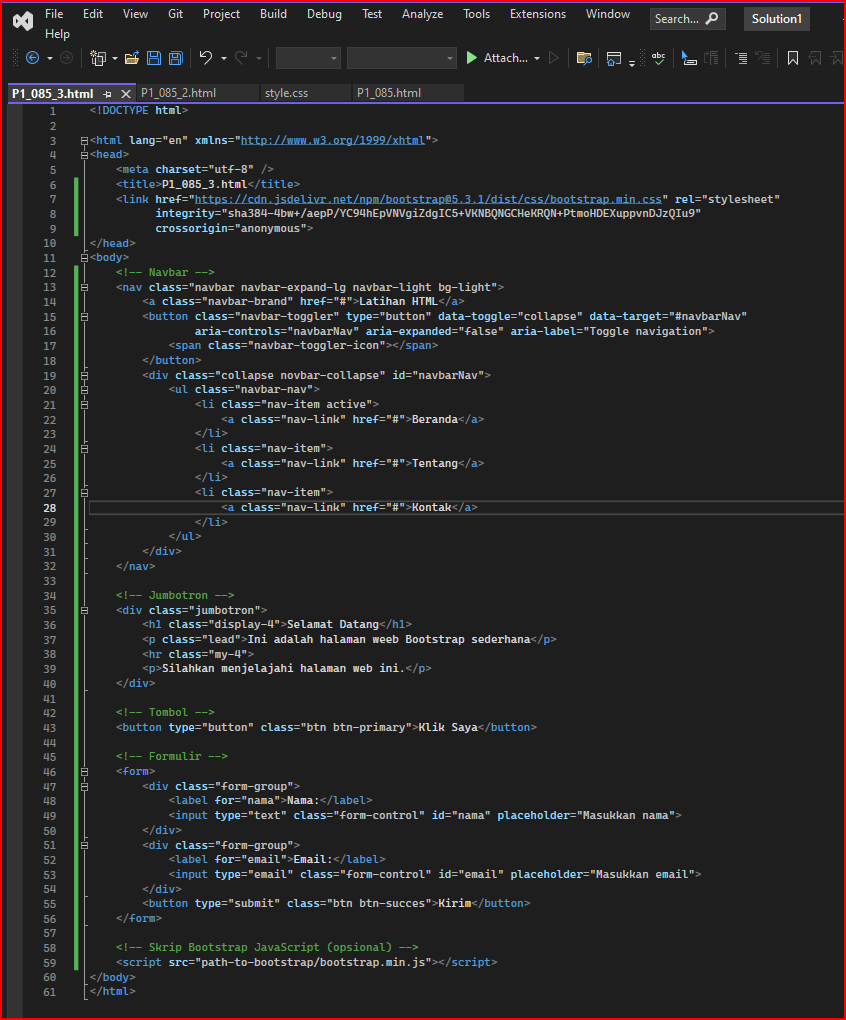 File Edit View Git Project Build Debug Test Analyze Tools Extensions Window Search... Solution1
Help
Attach...
P1_085_3.html P1_085_2.html style.css P1_085.html
1 <!DOCTYPE html>
2
3 <html lang="en" xmlns="http://www.w3.org/1999/xhtml">
4 <head>
5 <meta charset="utf-8" />
6 <title>P1_085_3.html</title>
7 <link href="https://cdn.jsdelivr.net/npm/bootstrap@5.3.1/dist/css/bootstrap.min.css" rel="stylesheet"
8 integrity="sha384-4bw+/aepP/YC94hEpVNVgiZdgIC5+VKNBQNGCHeKRQN+PtmoHDEXuppvnDJzQIu9"
9 crossorigin="anonymous">
10 </head>
11 <body>
12 <!-- Navbar -->
13 <nav class="navbar navbar-expand-lg navbar-light bg-light">
14 <a class="navbar-brand" href="#">Latihan HTML</a>
15 <button class="navbar-toggler" type="button" data-toggle="collapse" data-target="#navbarNav"
16 aria-controls="navbarNav" aria-expanded="false" aria-label="Toggle navigation">
17 <span class="navbar-toggler-icon"></span>
18 </button>
19 <div class="collapse novbar-collapse" id="navbarNav">
20 <ul class="navbar-nav">
21 <li class="nav-item active">
22 <a class="nav-link" href="#">Beranda</a>
23 </li>
24 <li class="nav-item">
25 <a class="nav-link" href="#">Tentang</a>
26 </li>
27 <li class="nav-item">
28 <a class="nav-link" href="#">Kontak</a>
29 </li>
30 </ul>
31 </div>
32 </nav>
33
34 <!-- Jumbotron -->
35 <div class="jumbotron">
36 <h1 class="display-4">Selamat Datang</h1>
37 <p class="lead">Ini adalah halaman weeb Bootstrap sederhana</p>
38 <hr class="my-4">
39 <p>Silahkan menjelajahi halaman web ini.</p>
40 </div>
41
42 <!-- Tombol -->
43 <button type="button" class="btn btn-primary">Klik Saya</button>
44
45 <!-- Formulir -->
46 <form>
47 <div class="form-group">
48 <label for="nama">Nama:</label>
49 <input type="text" class="form-control" id="nama" placeholder="Masukkan nama">
50 </div>
51 <div class="form-group">
52 <label for="email">Email:</label>
53 <input type="email" class="form-control" id="email" placeholder="Masukkan email">
54 </div>
55 <button type="submit" class="btn btn-succes">Kirim</button>
56 </form>
57
58 <!-- Skrip Bootstrap JavaScript (opsional) -->
59 <script src="path-to-bootstrap/bootstrap.min.js"></script>
60 </body>
61 </html>